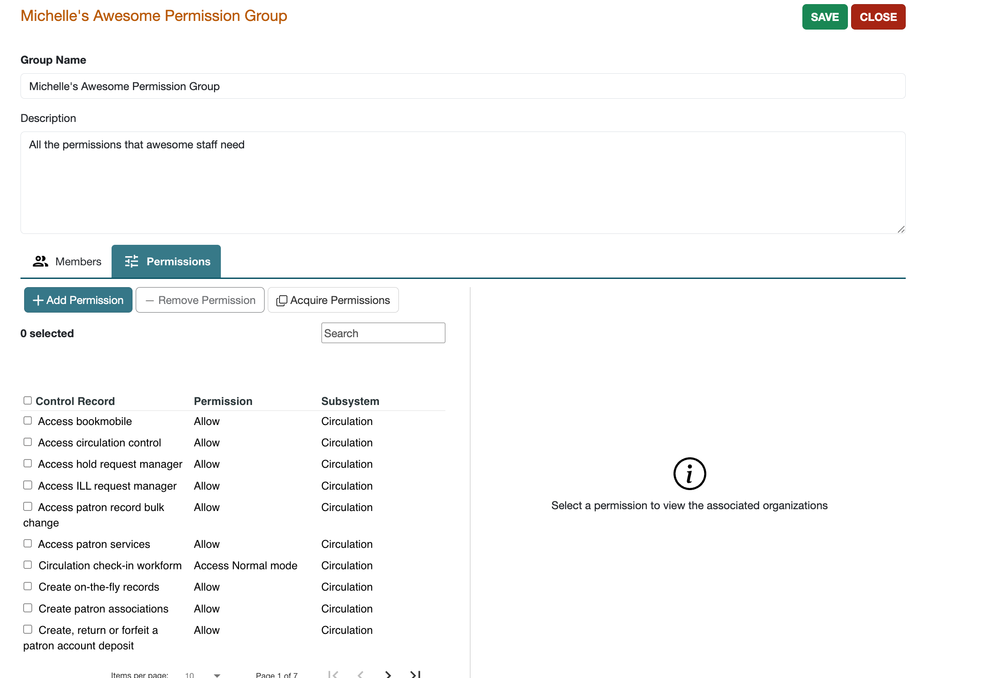 Michelle's Awesome Permission Group
SAVE
CLOSE
Group Name
Michelle's Awesome Permission Group
Description
All the permissions that awesome staff need
Members
Permissions
Add Permission
Remove Permission
Acquire Permissions
0 selected
Search
Control Record Permission Subsystem
Access bookmobile Allow Circulation
Access circulation control Allow Circulation
Access hold request manager Allow Circulation
Access ILL request manager Allow Circulation
Access patron record bulk Allow Circulation
change
Access patron services Allow Circulation
Circulation check-in workform Access Normal mode Circulation
Create on-the-fly records Allow Circulation
Create patron associations Allow Circulation
Create, return or forfeit a Allow Circulation
patron account deposit
Items per page: 10 Page 1 of 7
Select a permission to view the associated organizations